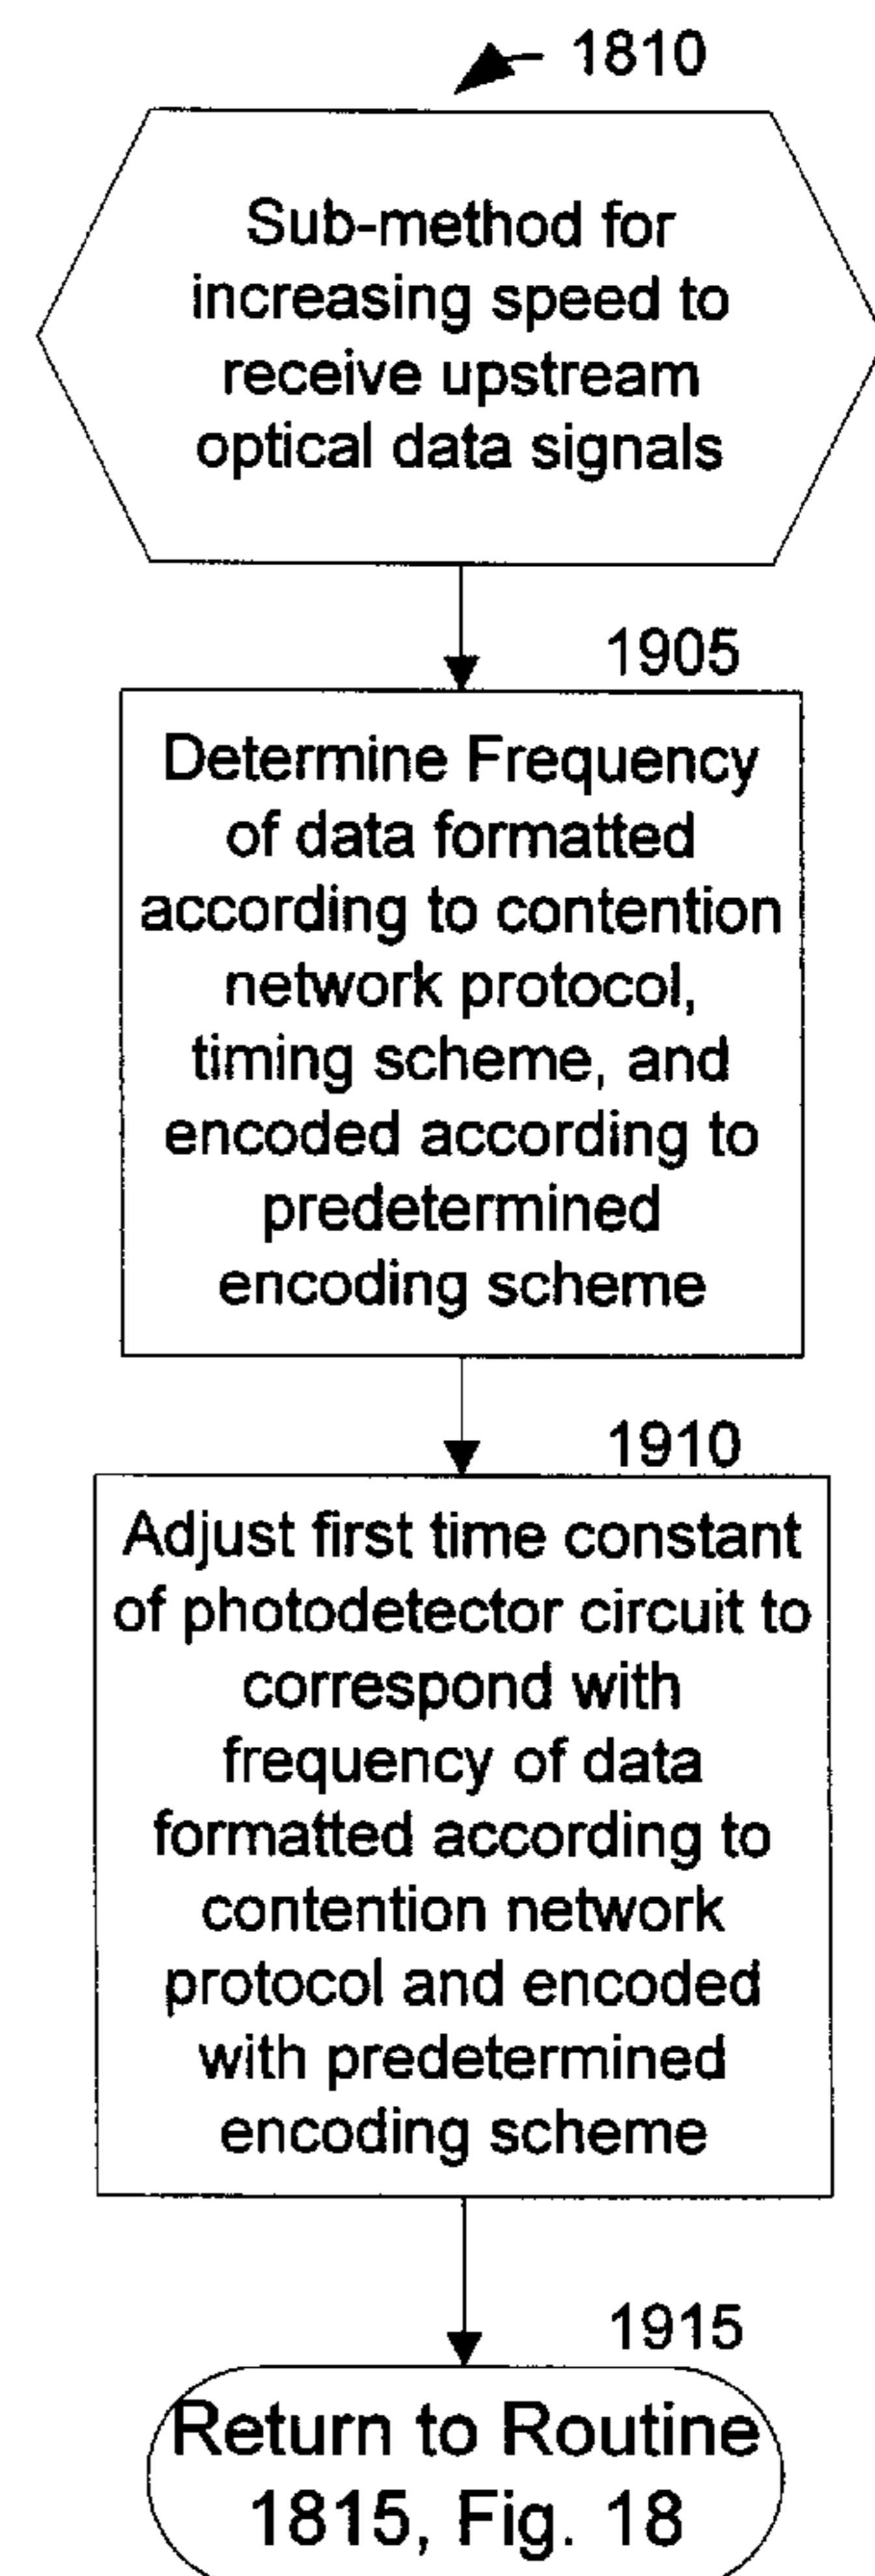 1810
Sub-method for
increasing speed to
receive upstream
optical data signals
1905
Determine Frequency
of data formatted
according to contention
network protocol,
timing scheme, and
encoded according to
predetermined
encoding scheme
1910
Adjust first time constant
of photodetector circuit to
correspond with
frequency of data
formatted according to
contention network
protocol and encoded
with predetermined
encoding scheme
1915
Return to Routine
1815, Fig. 18